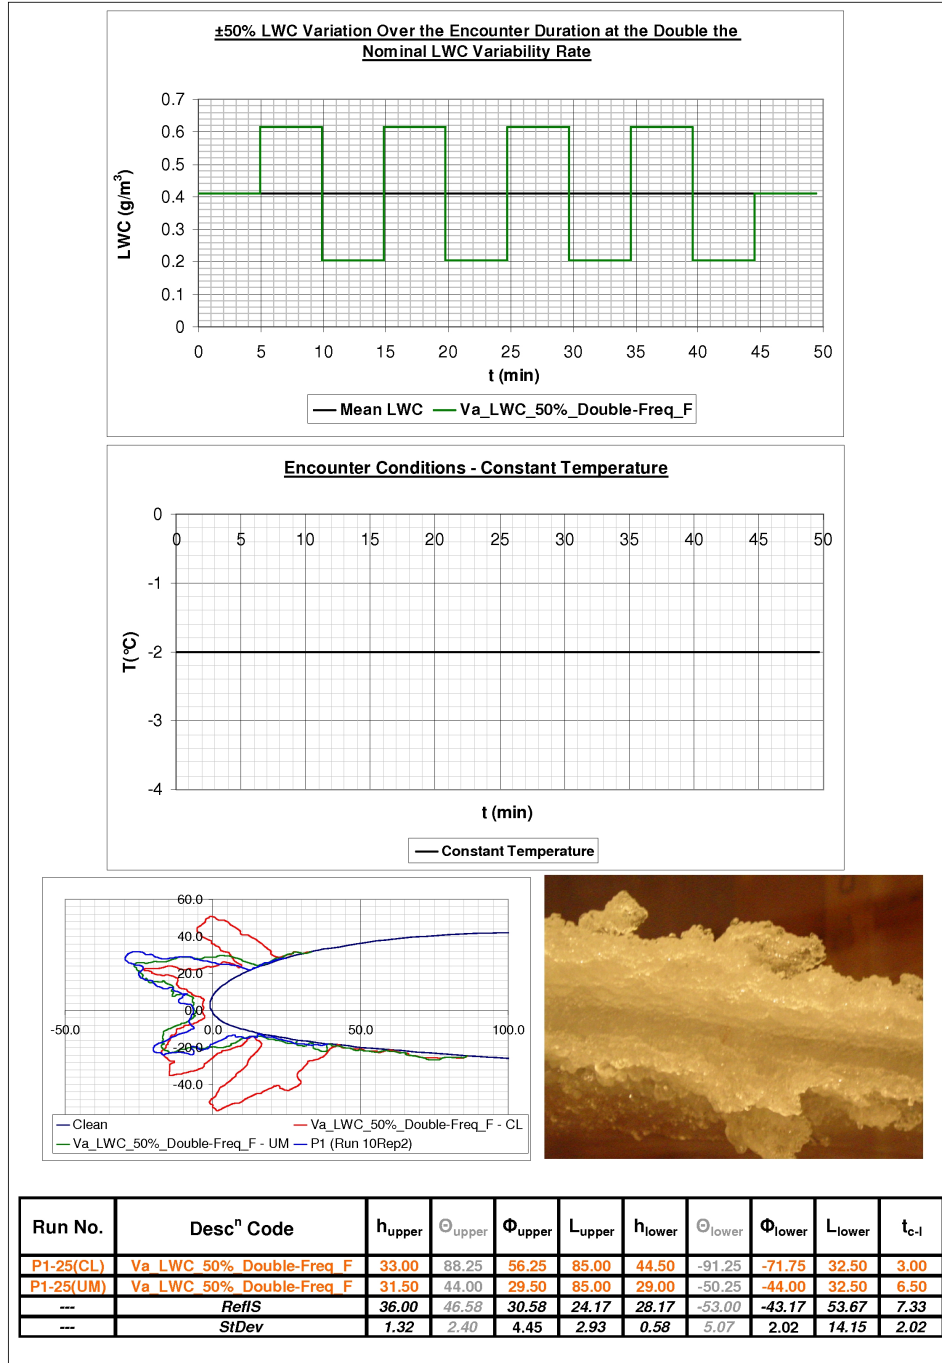 ±50% LWC Variation Over the Encounter Duration at the Double the
Nominal LWC Variability Rate
LWC (g/m³)
0.7
0.6
0.5
0.4
0.3
0.2
0.1
0
0 5 10 15 20 25 30 35 40 45 50
t (min)
Mean LWC Va_LWC_50%_Double-Freq_F
Encounter Conditions - Constant Temperature
T(°C)
0
0 5 10 15 20 25 30 35 40 45 50
-1
-2
-3
-4
t (min)
Constant Temperature
60.0
40.0
20.0
0.0
-50.0 0.0 50.0 100.0
-20.0
-40.0
Clean Va_LWC_50%_Double-Freq_F - CL
Va_LWC_50%_Double-Freq_F - UM P1 (Run 10Rep2)
Run No. Descⁿ Code h_upper Θ_upper Φ_upper L_upper h_lower Θ_lower Φ_lower L_lower t_c-l
P1-25(CL) Va_LWC_50%_Double-Freq_F 33.00 88.25 56.25 85.00 44.50 -91.25 -71.75 32.50 3.00
P1-25(UM) Va_LWC_50%_Double-Freq_F 31.50 44.00 29.50 85.00 29.00 -50.25 -44.00 32.50 6.50
--- RefIS 36.00 46.58 30.58 24.17 28.17 -53.00 -43.17 53.67 7.33
--- StDev 1.32 2.40 4.45 2.93 0.58 5.07 2.02 14.15 2.02